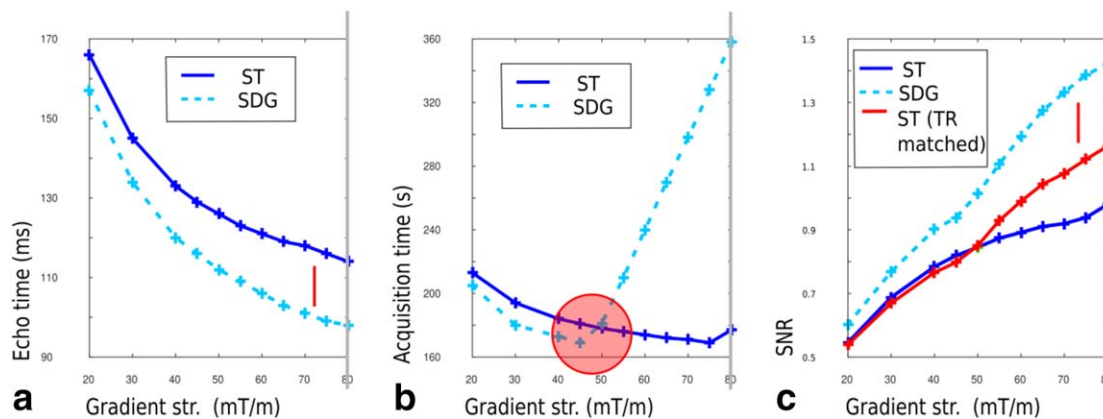 170
150
130
110
90
Echo time (ms)
ST
SDG
20 30 40 50 60 70 80
a Gradient str. (mT/m)
360
320
280
240
200
160
Acquisition time (s)
ST
SDG
20 30 40 50 60 70 80
b Gradient str. (mT/m)
1.5
1.3
1.1
0.9
0.7
0.5
SNR
ST
SDG
ST (TR
matched)
20 30 40 50 60 70 80
c Gradient str. (mT/m)